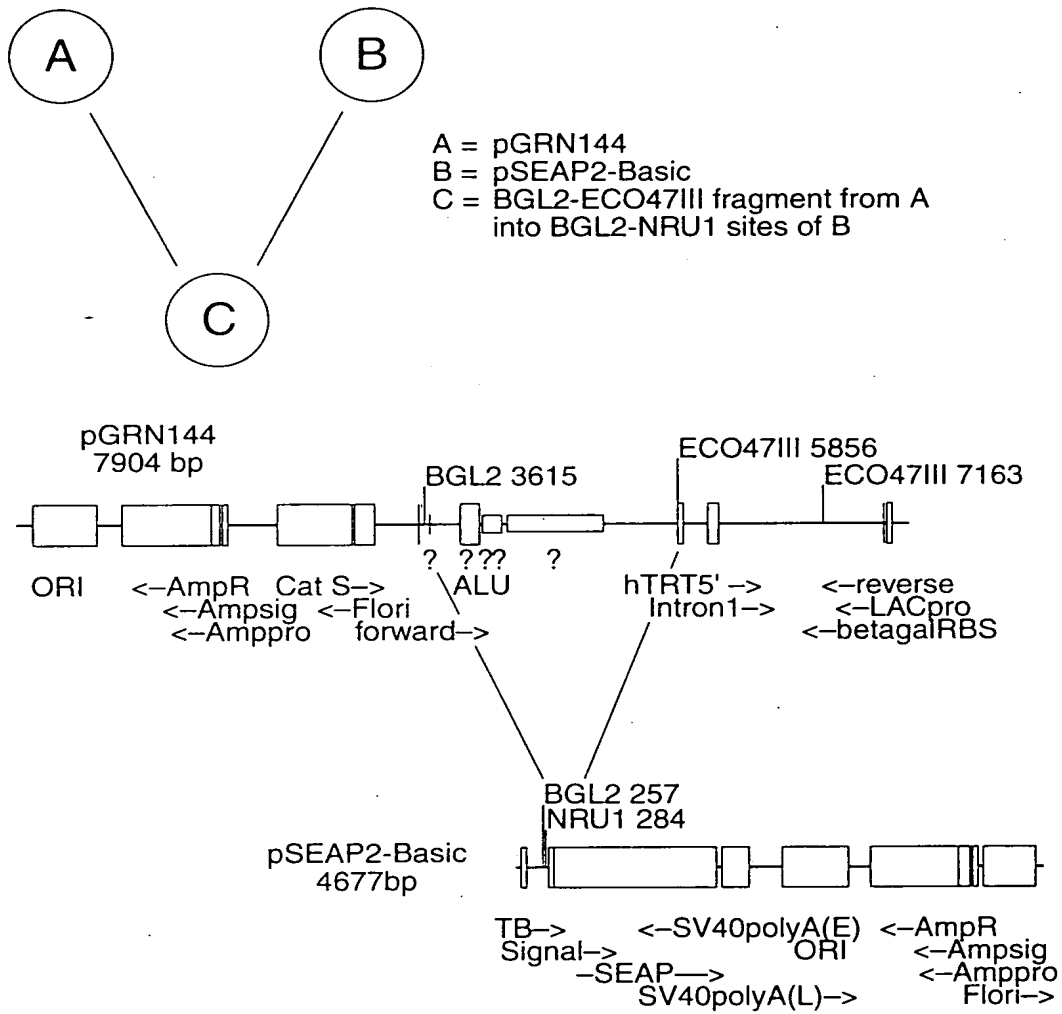 A
B
A = pGRN144
B = pSEAP2-Basic
C = BGL2-ECO47III fragment from A
into BGL2-NRU1 sites of B
C
pGRN144
7904 bp
BGL2 3615
ECO47III 5856
ECO47III 7163
? ? ?? ?
ORI
<–AmpR
Cat S–>
ALU
hTRT5' –>
<–reverse
<–Ampsig
<–Flori
Intron1–>
<–LACpro
<–Amppro
forward–>
<–betagalRBS
BGL2 257
NRU1 284
pSEAP2-Basic
4677bp
TB–>
<–SV40polyA(E)
<–AmpR
Signal–>
ORI
<–Ampsig
–SEAP––>
<–Amppro
SV40polyA(L)–>
Flori–>